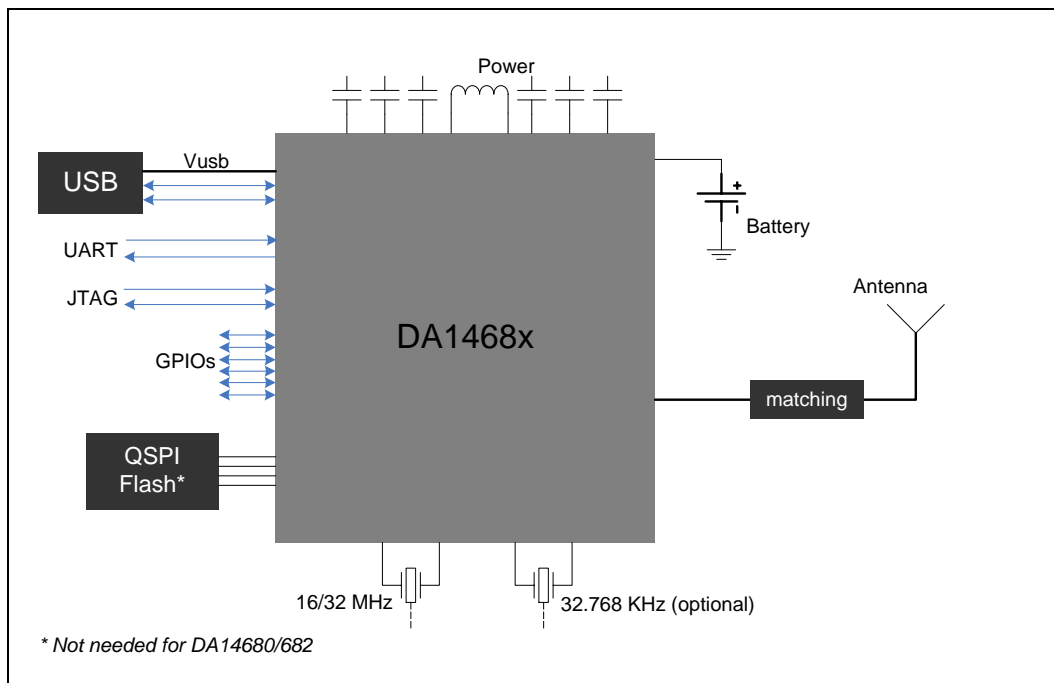 Power
Vusb
USB
UART
JTAG
GPIOs
QSPI
Flash*
DA1468x
+
Battery
Antenna
matching
16/32 MHz
32.768 KHz (optional)
* Not needed for DA14680/682